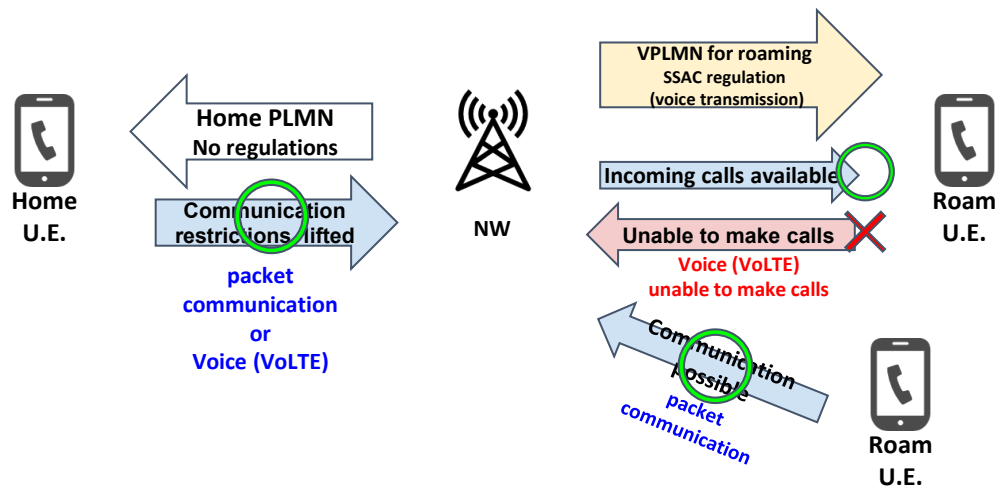 Home PLMN
No regulations
Home
U.E.
Communication
restrictions lifted
packet
communication
or
Voice (VoLTE)
NW
VPLMN for roaming
SSAC regulation
(voice transmission)
Incoming calls available
Roam
U.E.
Unable to make calls
Voice (VoLTE)
unable to make calls
Communication
possible
packet
communication
Roam
U.E.